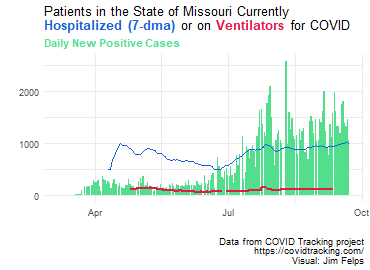 Patients in the State of Missouri Currently
Hospitalized (7-dma) or on Ventilators for COVID
Daily New Positive Cases
2000
1000
0
Apr
Jul
Oct
Data from COVID Tracking project
https://covidtracking.com/
Visual: Jim Felps